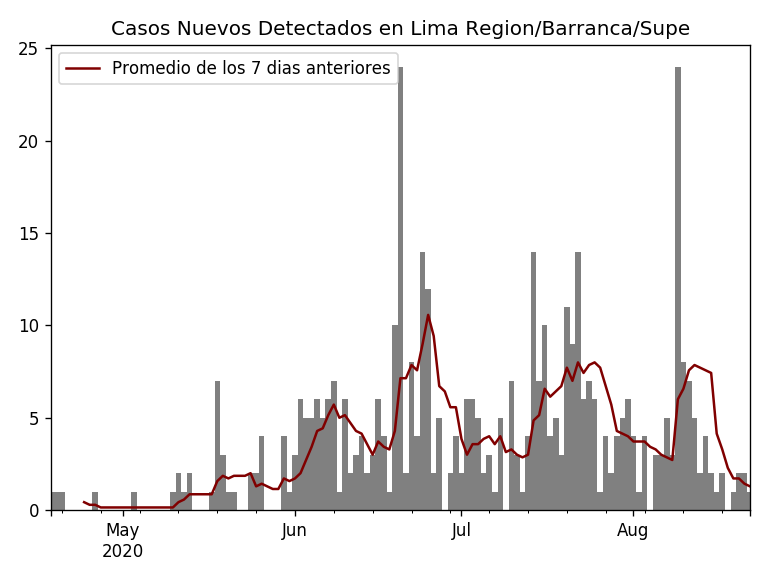 Casos Nuevos Detectados en Lima Region/Barranca/Supe
Promedio de los 7 dias anteriores
25
20
15
10
5
0
May Jun Jul Aug
2020